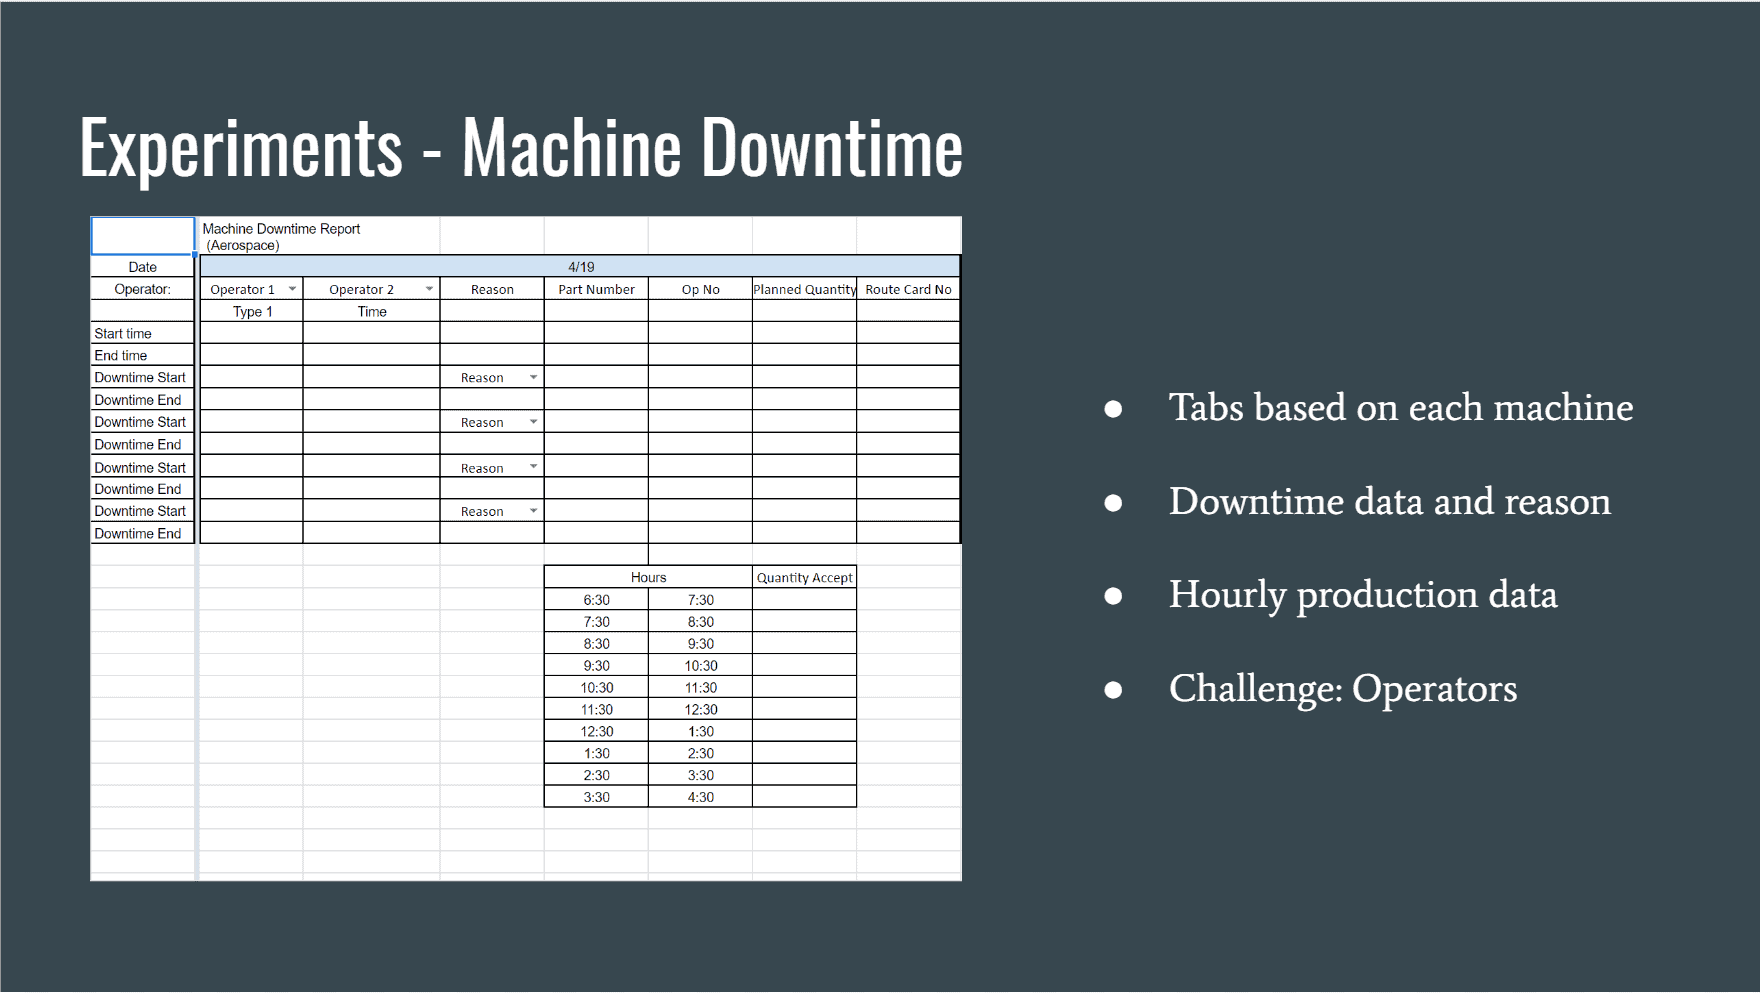 Experiments - Machine Downtime
Machine Downtime Report
(Aerospace)
Date 4/19
Operator: Operator 1 Operator 2 Reason Part Number Op No Planned Quantity Route Card No
Type 1 Time
Start time
End time
Downtime Start Reason
Downtime End
Downtime Start Reason
Downtime End
Downtime Start Reason
Downtime End
Downtime Start Reason
Downtime End
Hours Quantity Accept
6:30 7:30
7:30 8:30
8:30 9:30
9:30 10:30
10:30 11:30
11:30 12:30
12:30 1:30
1:30 2:30
2:30 3:30
3:30 4:30
● Tabs based on each machine
● Downtime data and reason
● Hourly production data
● Challenge: Operators